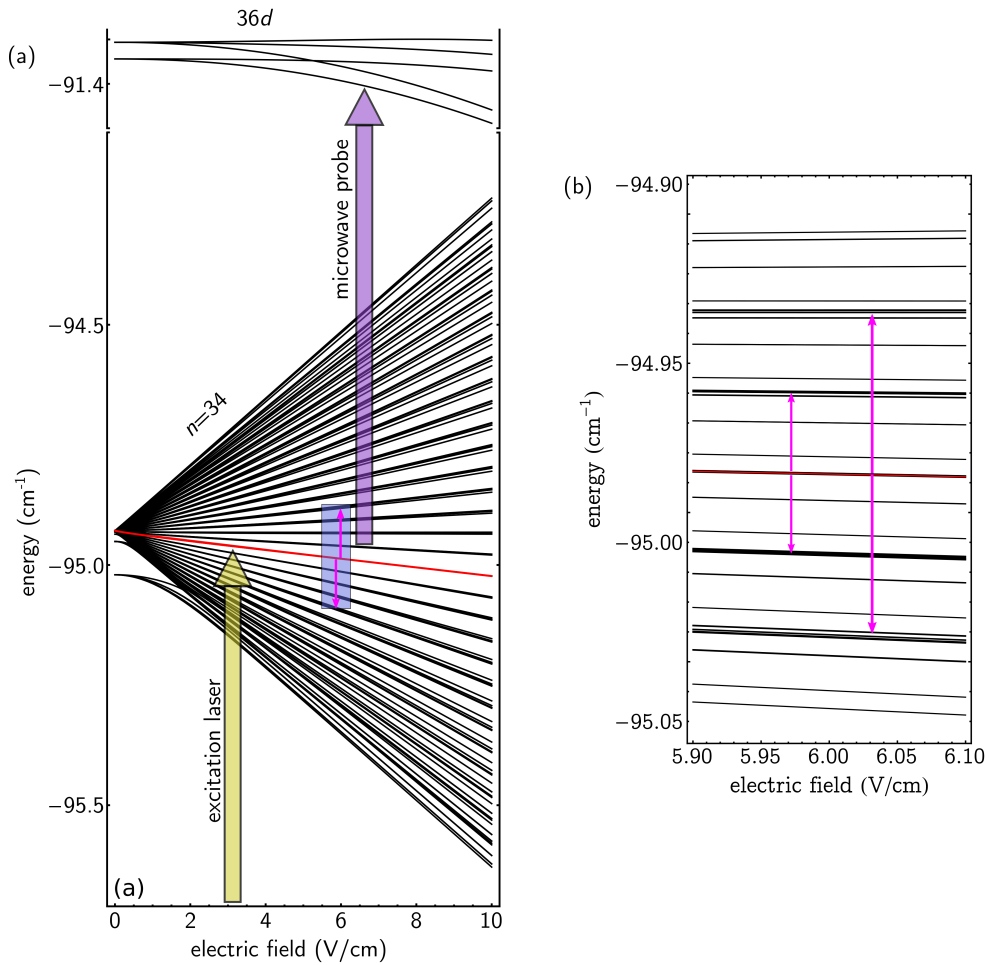 36d
(a)
−91.4
microwave probe
−94.5
n=34
energy (cm⁻¹)
−95.0
excitation laser
−95.5
(a)
0 2 4 6 8 10
electric field (V/cm)
(b)
−94.90
−94.95
energy (cm⁻¹)
−95.00
−95.05
5.90 5.95 6.00 6.05 6.10
electric field (V/cm)